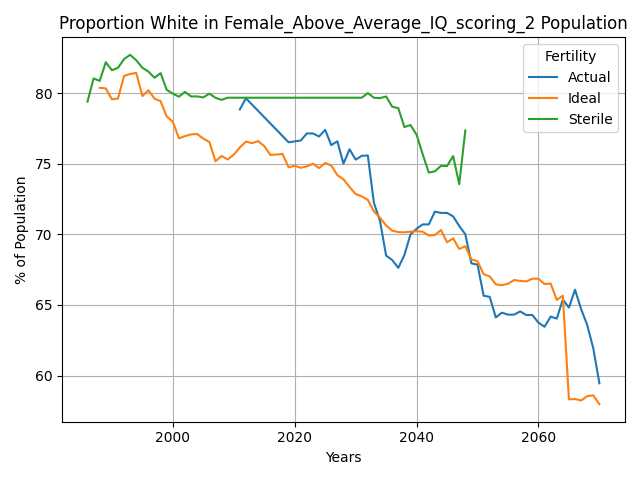 Proportion White in Female_Above_Average_IQ_scoring_2 Population
Fertility
Actual
Ideal
Sterile
% of Population
80
75
70
65
60
2000
2020
2040
2060
Years